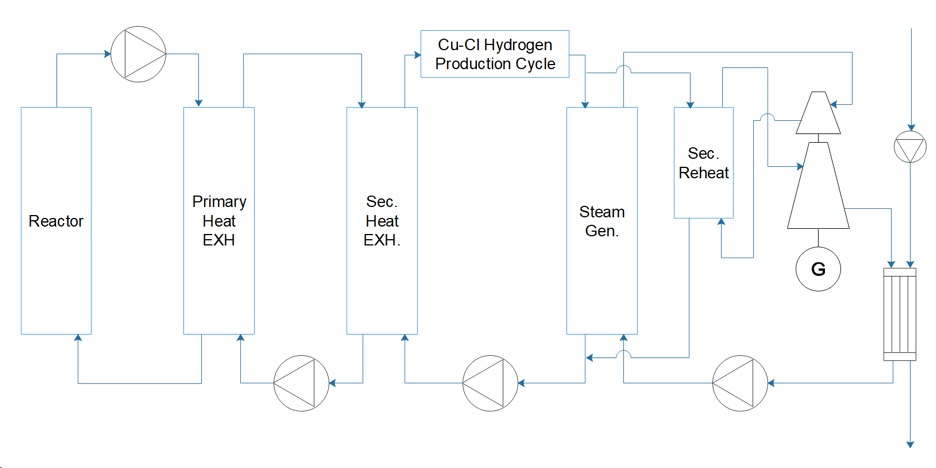 Cu-Cl Hydrogen
Production Cycle
Reactor
Primary
Heat
EXH
Sec.
Heat
EXH.
Steam
Gen.
Sec.
Reheat
G